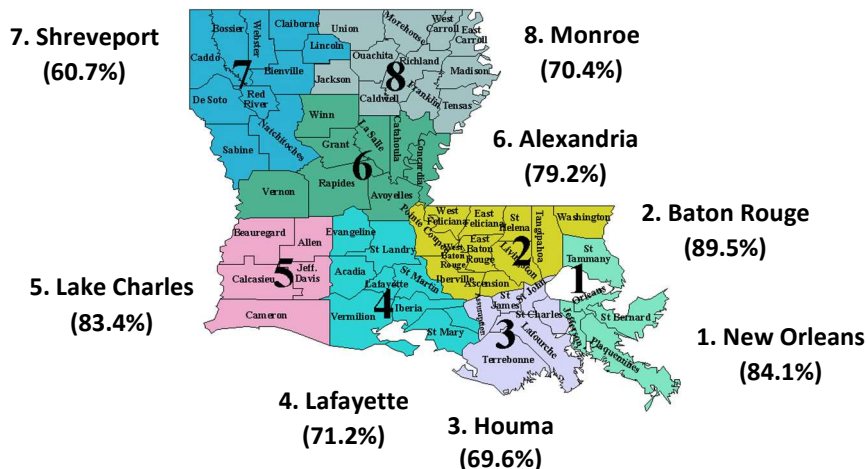 7. Shreveport
(60.7%)
8. Monroe
(70.4%)
6. Alexandria
(79.2%)
2. Baton Rouge
(89.5%)
5. Lake Charles
(83.4%)
1. New Orleans
(84.1%)
4. Lafayette
(71.2%)
3. Houma
(69.6%)
Caddo
Bossier
Webster
Claiborne
Lincoln
Bienville
De Soto
Red
River
Sabine
Natchitoches
7
Union
Morehouse
West
Carroll
East
Carroll
Ouachita
Richland
Madison
Jackson
Caldwell
Franklin
Tensas
8
Winn
Grant
La Salle
Catahoula
Concordia
Vernon
Rapides
Avoyelles
6
Beauregard
Allen
Calcasieu
Jeff.
Davis
Cameron
5
Evangeline
St Landry
Acadia
Lafayette
St Martin
Vermilion
Iberia
St Mary
4
Pointe Coupee
West
Feliciana
East
Feliciana
St
Helena
Tangipahoa
Washington
West
Baton
Rouge
East
Baton
Rouge
Livingston
Iberville
Ascension
2
Assumption
St
James
St John
St Charles
Lafourche
Terrebonne
3
St
Tammany
Orleans
Jefferson
St Bernard
Plaquemines
1